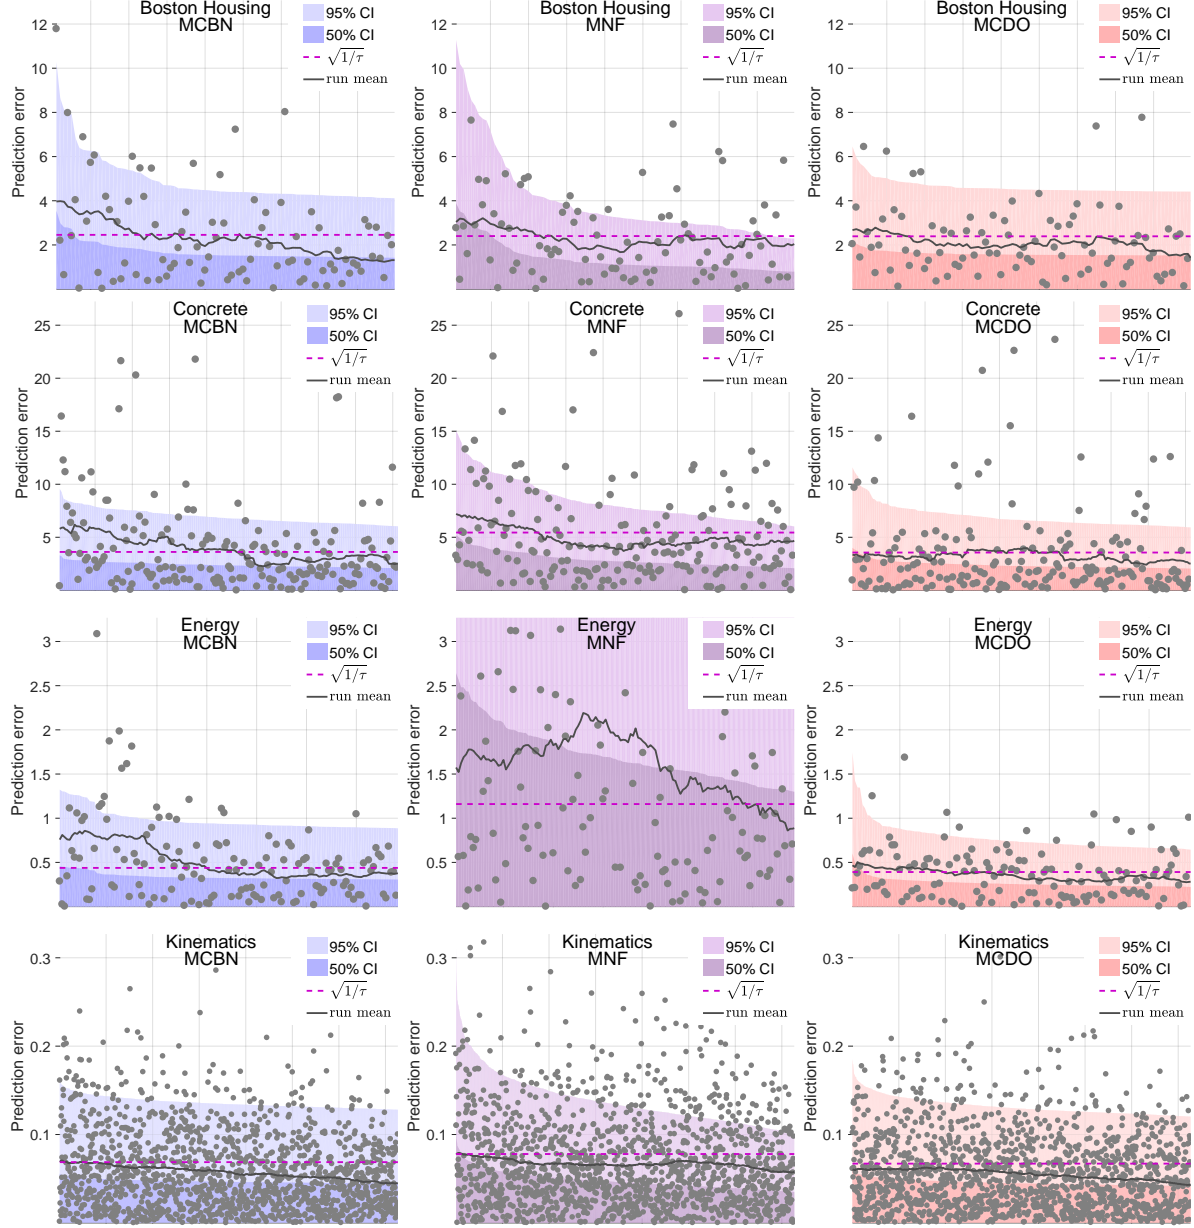 Boston Housing
MCBN
95% CI
50% CI
√1/τ
run mean
Prediction error
12
10
8
6
4
2
Boston Housing
MNF
95% CI
50% CI
√1/τ
run mean
Prediction error
12
10
8
6
4
2
Boston Housing
MCDO
95% CI
50% CI
√1/τ
run mean
Prediction error
12
10
8
6
4
2
Concrete
MCBN
95% CI
50% CI
√1/τ
run mean
Prediction error
25
20
15
10
5
Concrete
MNF
95% CI
50% CI
√1/τ
run mean
Prediction error
25
20
15
10
5
Concrete
MCDO
95% CI
50% CI
√1/τ
run mean
Prediction error
25
20
15
10
5
Energy
MCBN
95% CI
50% CI
√1/τ
run mean
Prediction error
3
2.5
2
1.5
1
0.5
Energy
MNF
95% CI
50% CI
√1/τ
run mean
Prediction error
3
2.5
2
1.5
1
0.5
Energy
MCDO
95% CI
50% CI
√1/τ
run mean
Prediction error
3
2.5
2
1.5
1
0.5
Kinematics
MCBN
95% CI
50% CI
√1/τ
run mean
Prediction error
0.3
0.2
0.1
Kinematics
MNF
95% CI
50% CI
√1/τ
run mean
Prediction error
0.3
0.2
0.1
Kinematics
MCDO
95% CI
50% CI
√1/τ
run mean
Prediction error
0.3
0.2
0.1